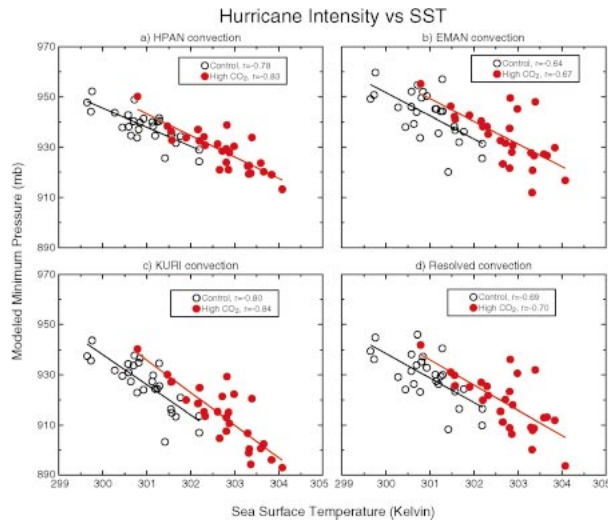 Hurricane Intensity vs SST
a) HPAN convection
b) EMAN convection
970
950
930
910
890
Control, r=-0.78
High CO₂, r=-0.83
Control, r=-0.64
High CO₂, r=-0.67
Modeled Minimum Pressure (mb)
c) KURI convection
d) Resolved convection
970
950
930
910
890
Control, r=-0.80
High CO₂, r=-0.84
Control, r=-0.69
High CO₂, r=-0.70
299 300 301 302 303 304 305
299 300 301 302 303 304 305
Sea Surface Temperature (Kelvin)